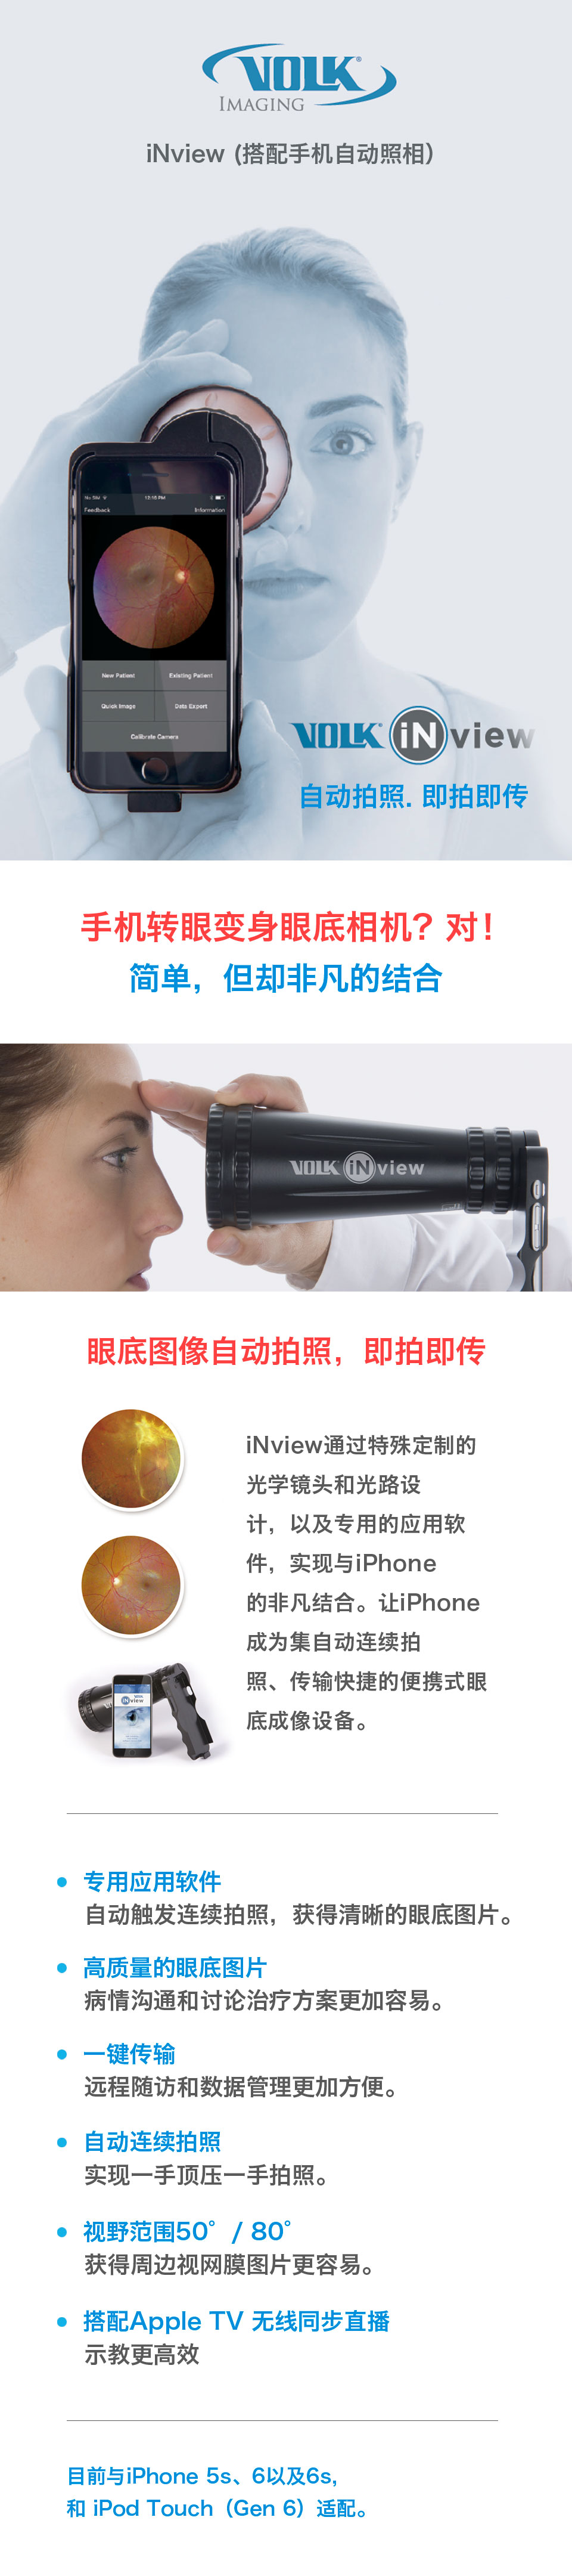 VOLK®
IMAGING
iNview (搭配手机自动照相)
No SIM
12:15 PM
Feedback
Information
New Patient
Existing Patient
Quick Image
Data Export
Calibrate Camera
VOLK® iN view
自动拍照. 即拍即传
手机转眼变身眼底相机？对！
简单，但却非凡的结合
VOLK iN view
眼底图像自动拍照，即拍即传
iNview通过特殊定制的
光学镜头和光路设
计，以及专用的应用软
件，实现与iPhone
的非凡结合。让iPhone
成为集自动连续拍
照、传输快捷的便携式眼
底成像设备。
VOLK
iN view
• 专用应用软件
自动触发连续拍照，获得清晰的眼底图片。
• 高质量的眼底图片
病情沟通和讨论治疗方案更加容易。
• 一键传输
远程随访和数据管理更加方便。
• 自动连续拍照
实现一手顶压一手拍照。
• 视野范围50° / 80°
获得周边视网膜图片更容易。
• 搭配Apple TV 无线同步直播
示教更高效
目前与iPhone 5s、6以及6s,
和 iPod Touch（Gen 6）适配。